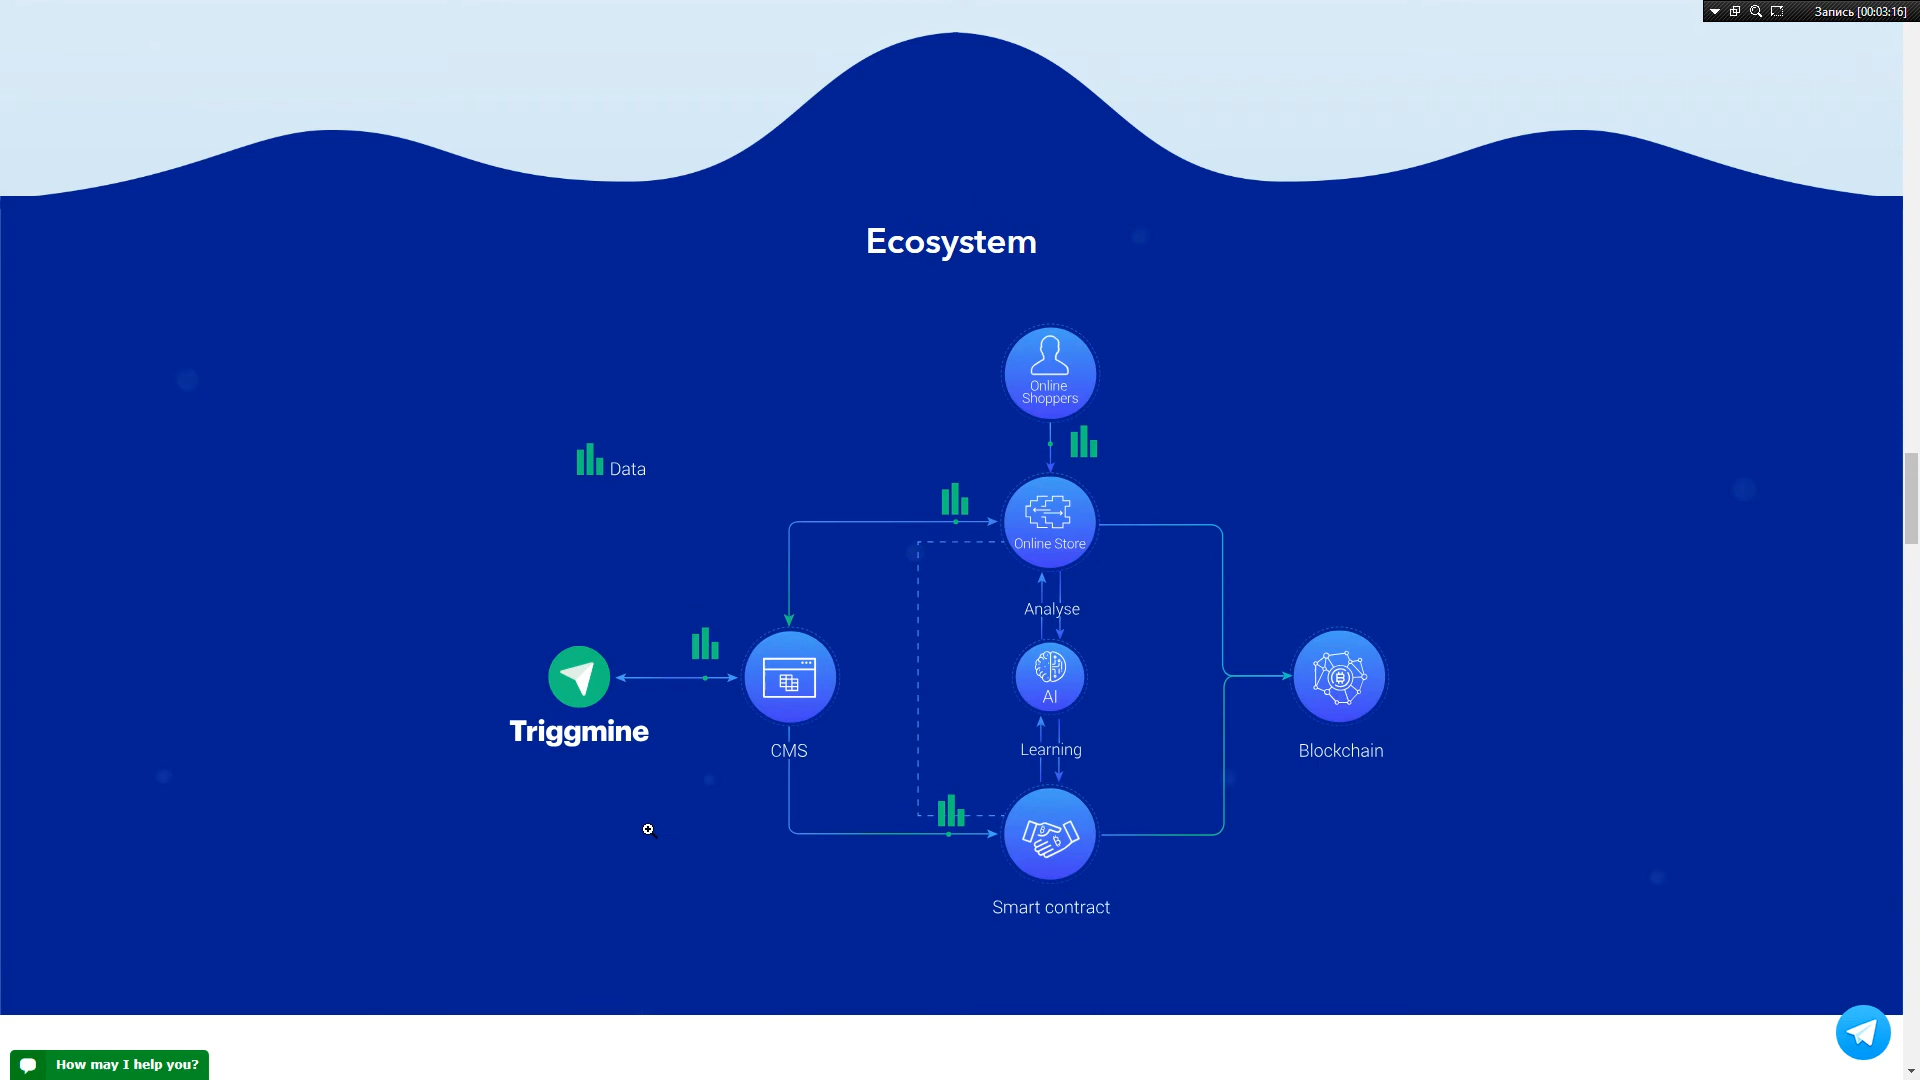 Запись [00:03:16]
Ecosystem
Online
Shoppers
Data
Online Store
Analyse
AI
Triggmine
CMS
Learning
Blockchain
Smart contract
How may I help you?